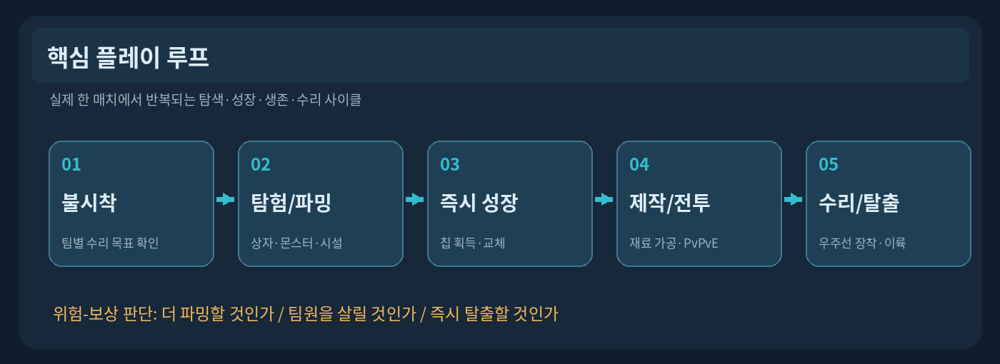 핵심 플레이 루프
실제 한 매치에서 반복되는 탐색·성장·생존·수리 사이클
01
불시착
팀별 수리 목표 확인
02
탐험/파밍
상자·몬스터·시설
03
즉시 성장
칩 획득·교체
04
제작/전투
재료 가공·PvPvE
05
수리/탈출
우주선 장착·이륙
위험-보상 판단: 더 파밍할 것인가 / 팀원을 살릴 것인가 / 즉시 탈출할 것인가